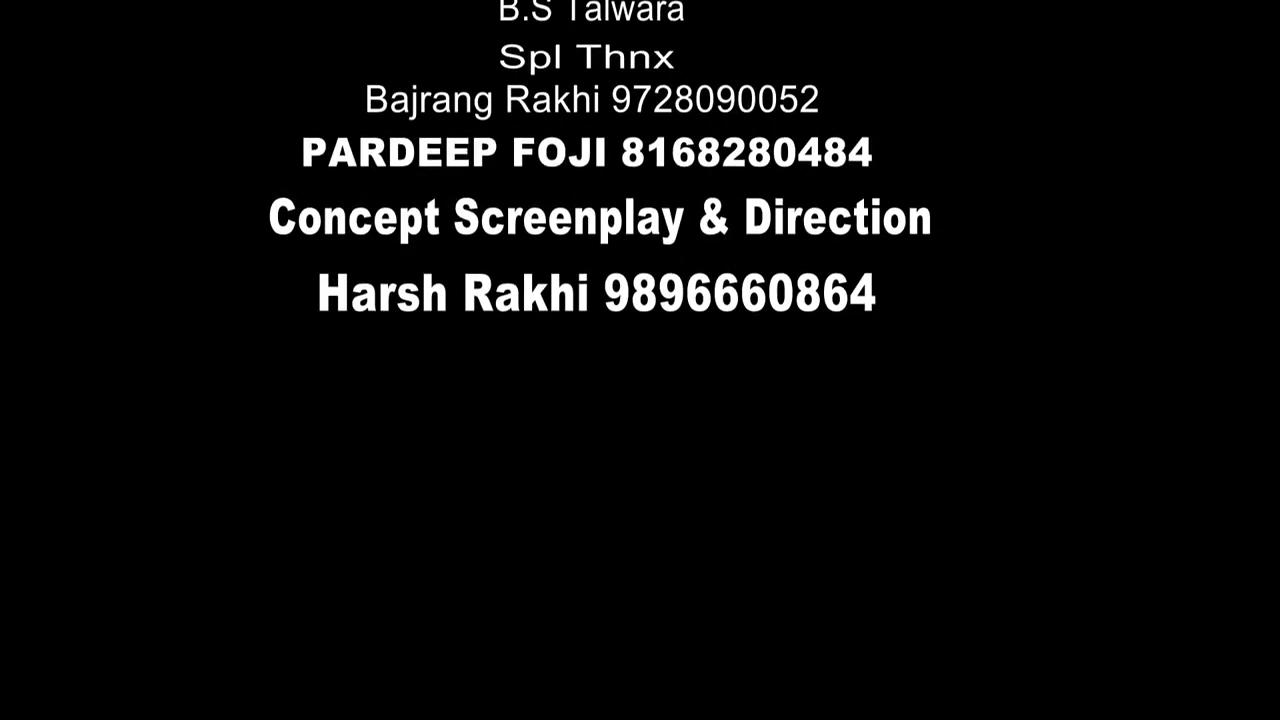 B.S Talwara
Spl Thnx
Bajrang Rakhi 9728090052
PARDEEP FOJI 8168280484
Concept Screenplay & Direction
Harsh Rakhi 9896660864